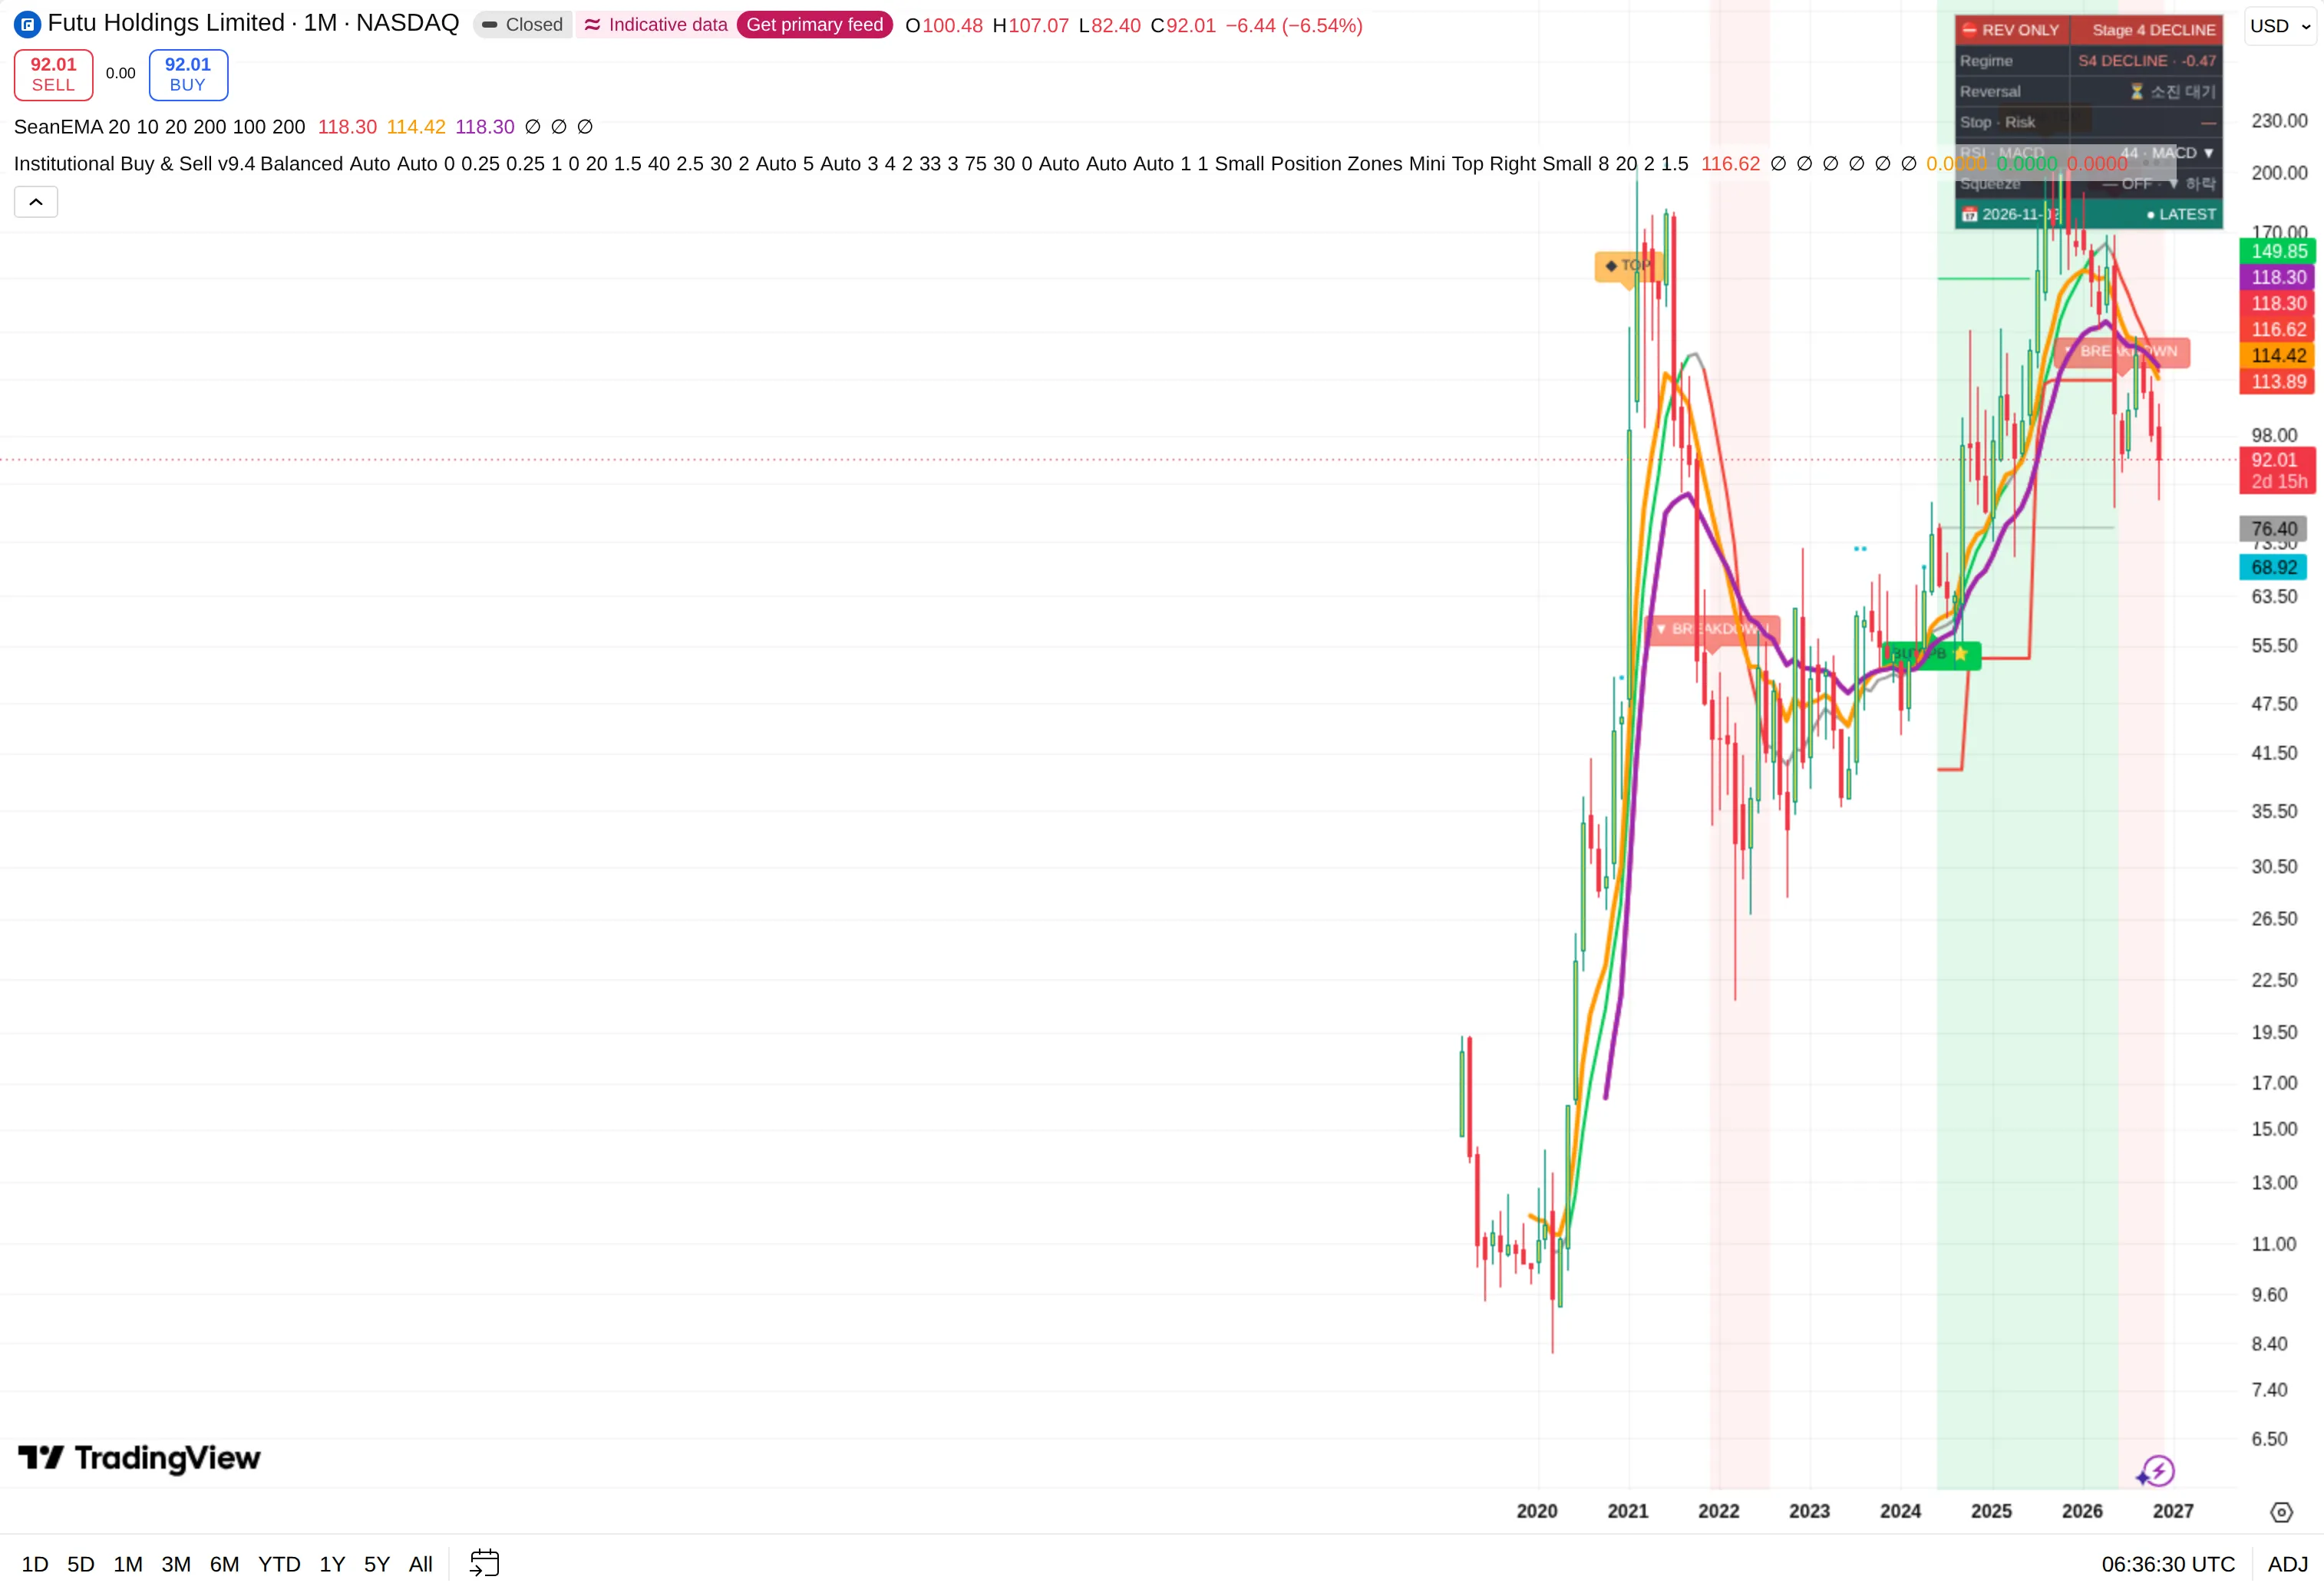 Futu Holdings Limited · 1M · NASDAQ Closed Indicative data Get primary feed O100.48 H107.07 L82.40 C92.01 −6.44 (−6.54%)
92.01 SELL
0.00
92.01 BUY
SeanEMA 20 10 20 200 100 200 118.30 114.42 118.30 ∅ ∅ ∅
Institutional Buy & Sell v9.4 Balanced Auto Auto 0 0.25 0.25 1 0 20 1.5 40 2.5 30 2 Auto 5 Auto 3 4 2 33 3 75 30 0 Auto Auto Auto 1 1 Small Position Zones Mini Top Right Small 8 20 2 1.5 116.62 ∅ ∅ ∅ ∅ ∅ ∅ 0.0000 0.0000 0.0000
⛔ REV ONLY Stage 4 DECLINE
Regime S4 DECLINE · -0.47
Reversal ⏳ 소진 대기
Stop · Risk —
RSI · MACD 44 · MACD ▼
Squeeze — OFF · ▼ 하락
📅 2026-11-02 ● LATEST
USD
230.00
200.00
170.00
149.85
118.30
118.30
116.62
114.42
113.89
98.00
92.01
2d 15h
76.40
73.50
68.92
63.50
55.50
47.50
41.50
35.50
30.50
26.50
22.50
19.50
17.00
15.00
13.00
11.00
9.60
8.40
7.40
6.50
◆ TOP
▼ BREAKDOWN
BUY PB ⭐
▼ BREAKDOWN
TradingView
2020 2021 2022 2023 2024 2025 2026 2027
1D 5D 1M 3M 6M YTD 1Y 5Y All
06:36:30 UTC ADJ